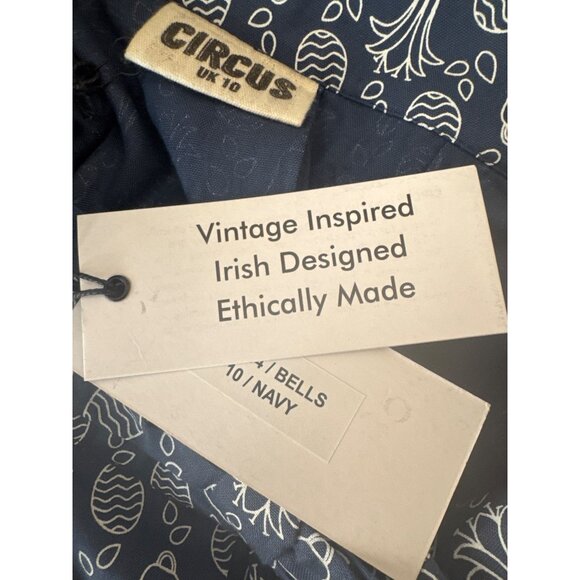 CIRCUS
UK 10
Vintage Inspired
Irish Designed
Ethically Made
/ BELLS
10 / NAVY